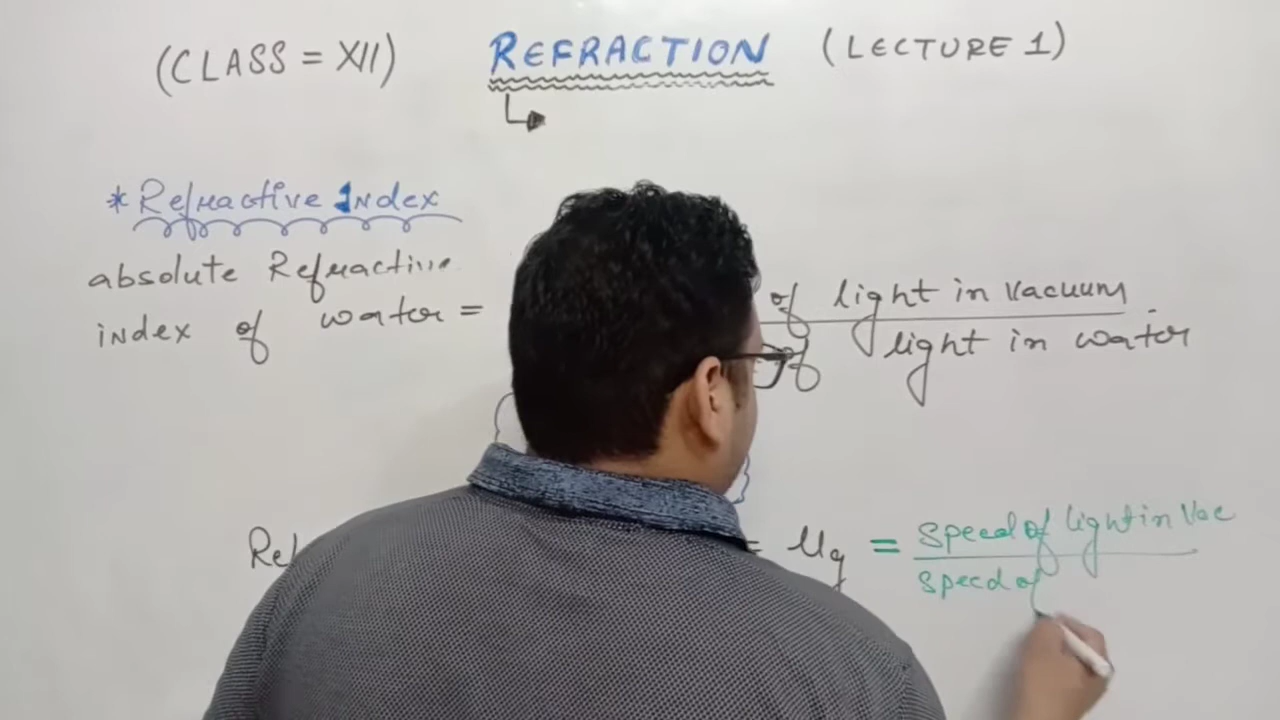 (CLASS = XII) REFRACTION (LECTURE 1)
* Refractive Index
absolute Refractive
index of water =
of light in vacuum
of light in water
= μg = Speed of light in Vac
Speed of